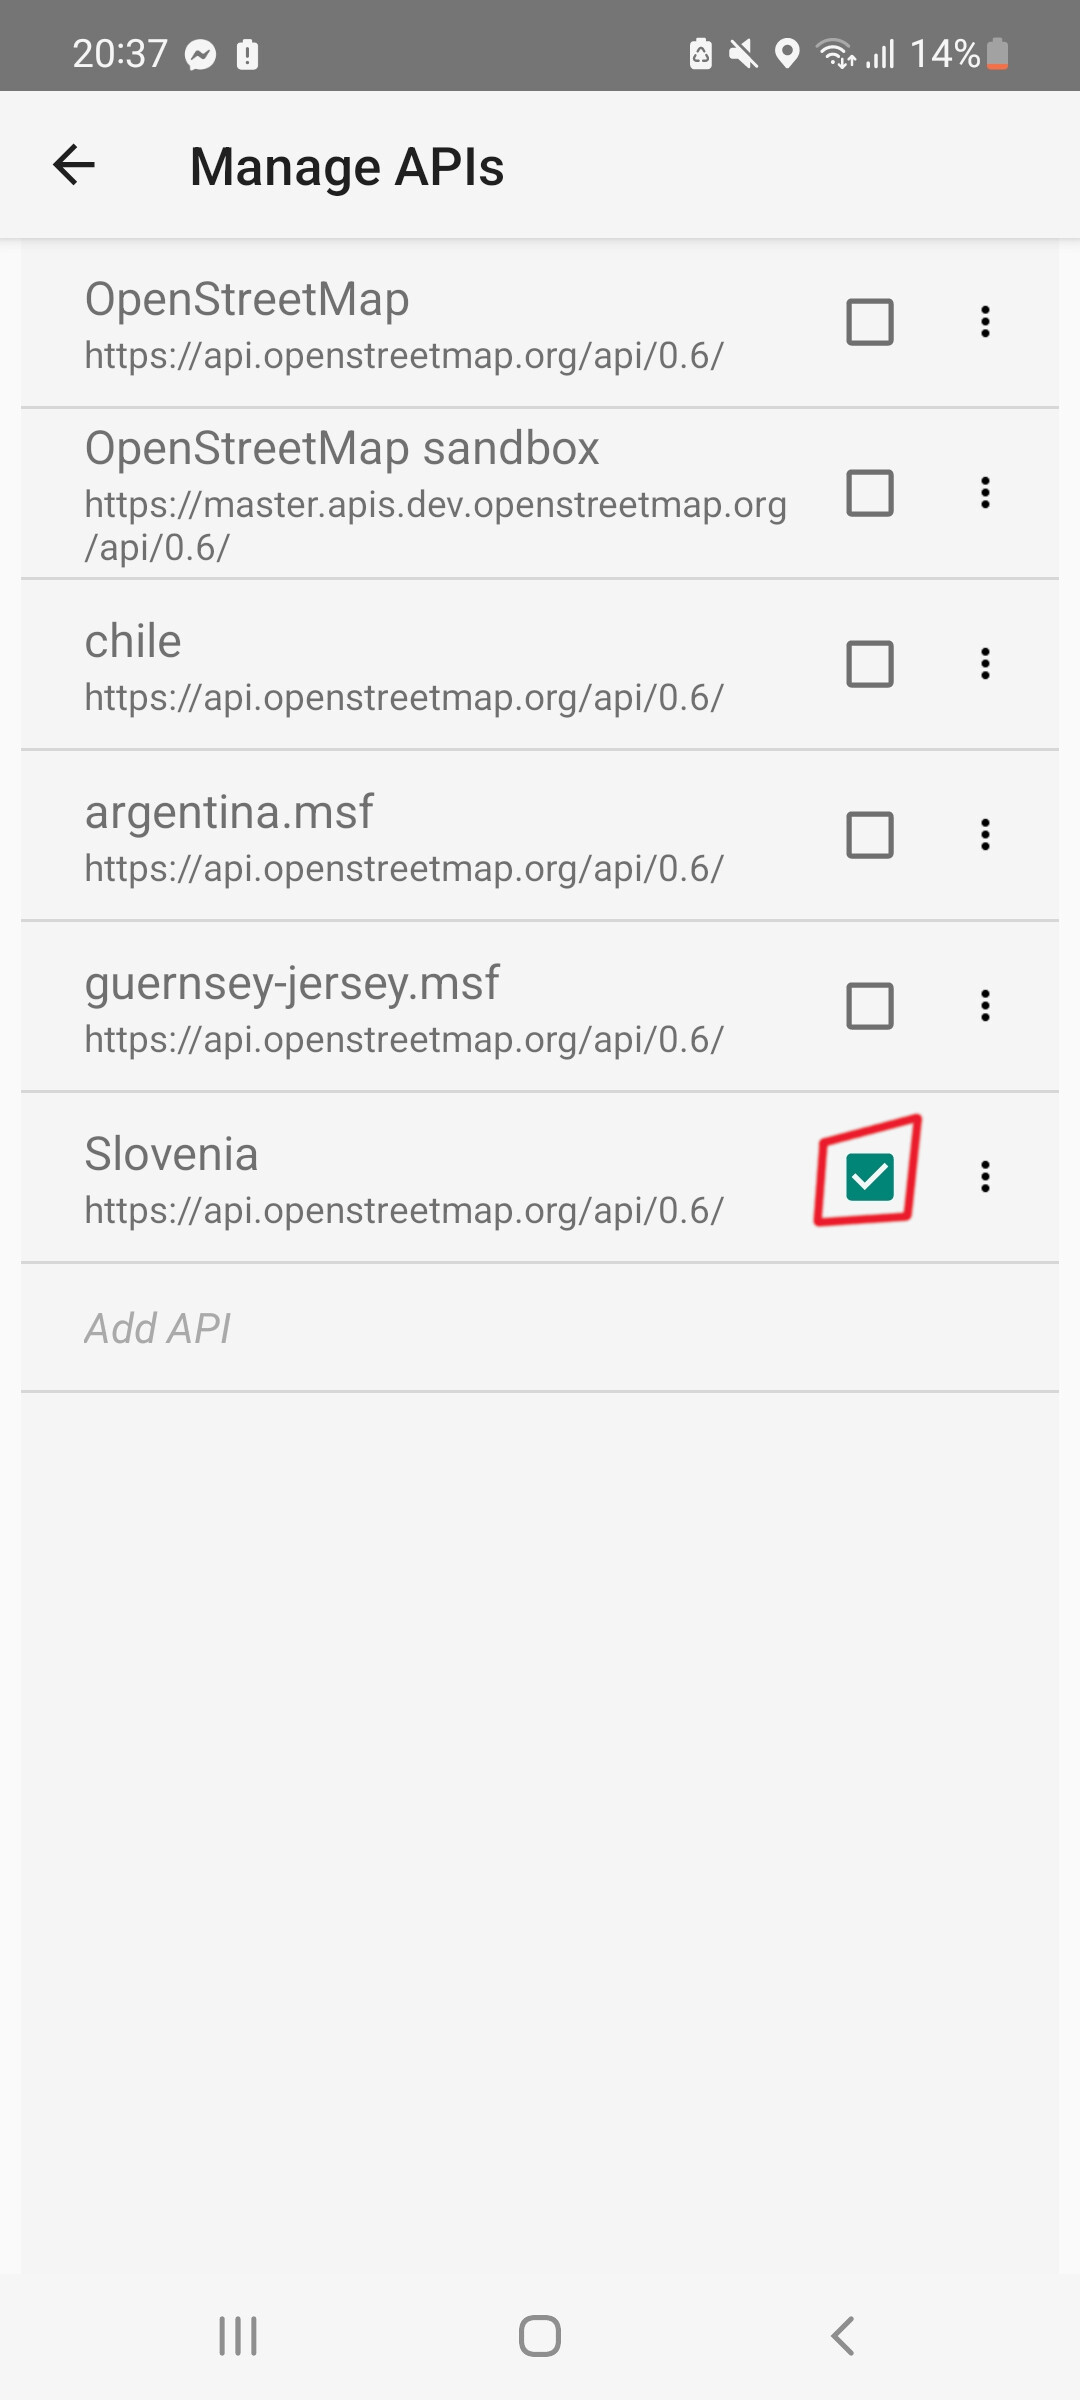 20:37
14%
Manage APIs
OpenStreetMap
https://api.openstreetmap.org/api/0.6/
OpenStreetMap sandbox
https://master.apis.dev.openstreetmap.org
/api/0.6/
chile
https://api.openstreetmap.org/api/0.6/
argentina.msf
https://api.openstreetmap.org/api/0.6/
guernsey-jersey.msf
https://api.openstreetmap.org/api/0.6/
Slovenia
https://api.openstreetmap.org/api/0.6/
Add API